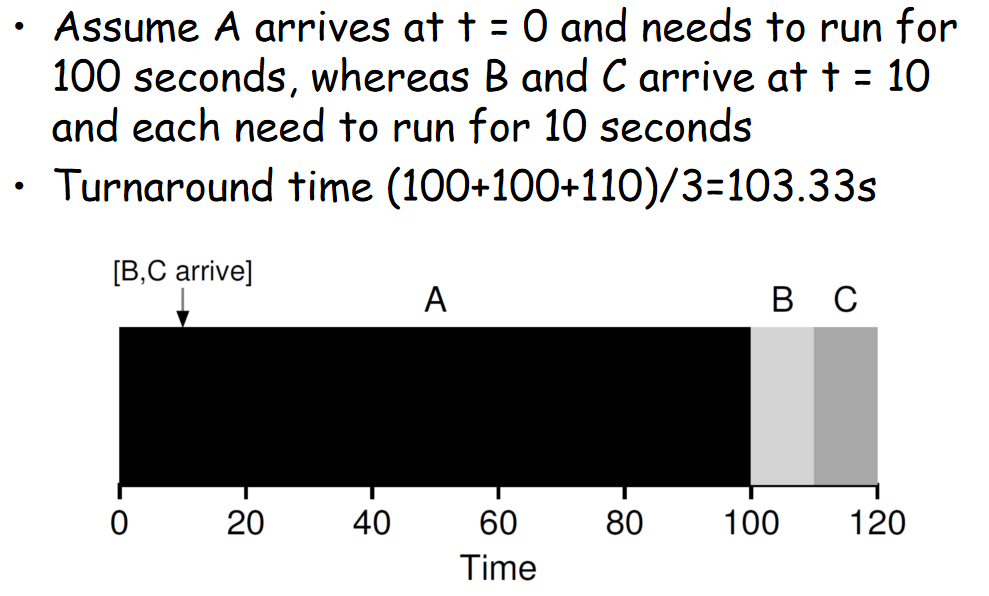 • Assume A arrives at t = 0 and needs to run for
100 seconds, whereas B and C arrive at t = 10
and each need to run for 10 seconds
• Turnaround time (100+100+110)/3=103.33s
[B,C arrive]
A B C
0 20 40 60 80 100 120
Time